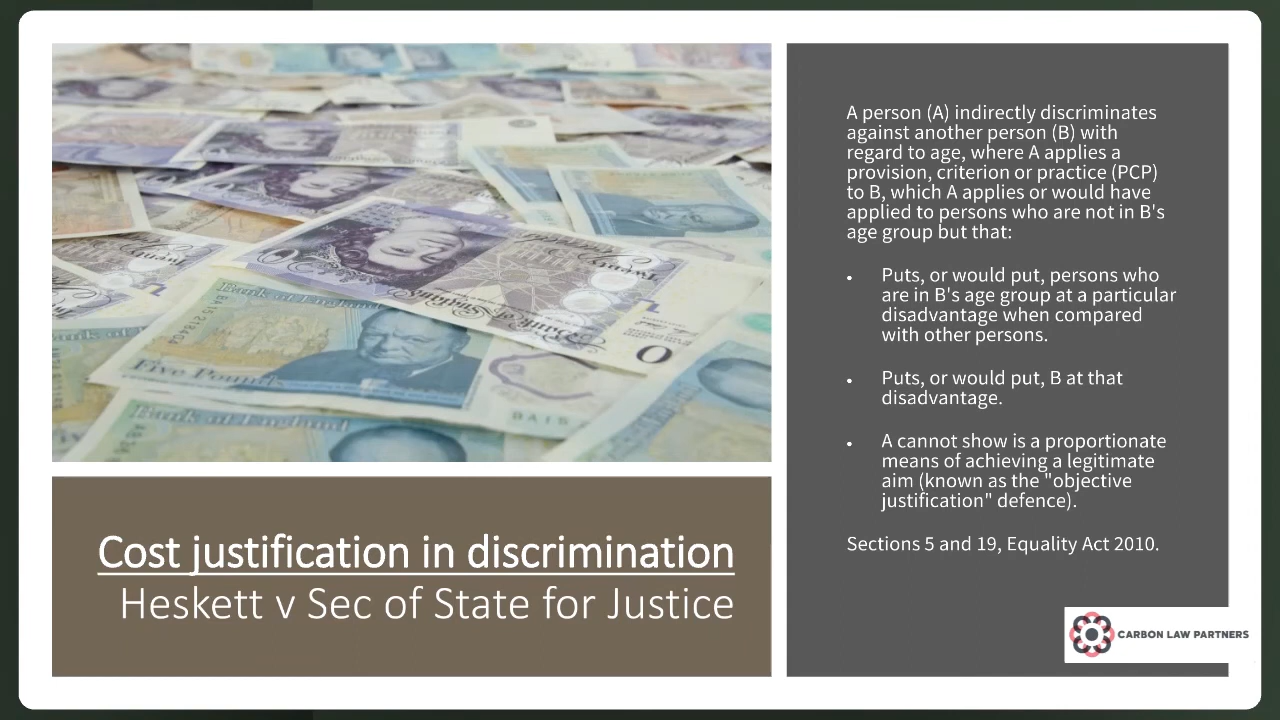 Bank of England
Five Pounds
Cost justification in discrimination
Heskett v Sec of State for Justice
A person (A) indirectly discriminates
against another person (B) with
regard to age, where A applies a
provision, criterion or practice (PCP)
to B, which A applies or would have
applied to persons who are not in B's
age group but that:
• Puts, or would put, persons who
are in B's age group at a particular
disadvantage when compared
with other persons.
• Puts, or would put, B at that
disadvantage.
• A cannot show is a proportionate
means of achieving a legitimate
aim (known as the "objective
justification" defence).
Sections 5 and 19, Equality Act 2010.
CARBON LAW PARTNERS